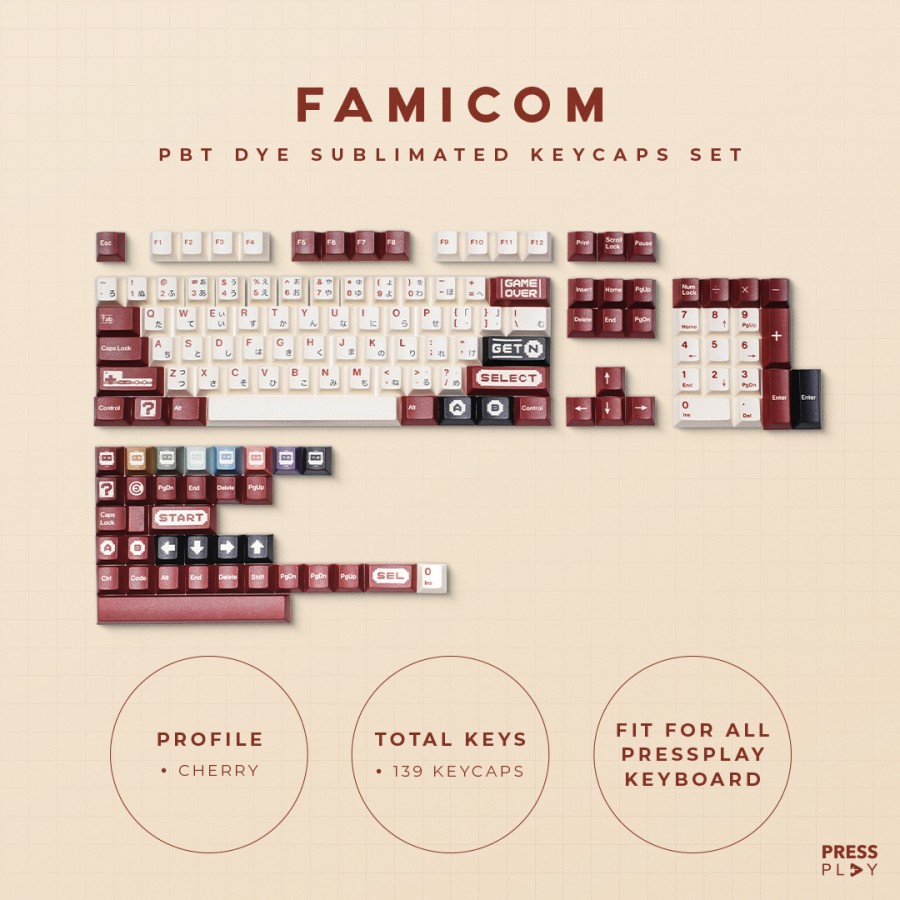 FAMICOM
PBT DYE SUBLIMATED KEYCAPS SET
Esc F1 F2 F3 F4 F5 F6 F7 F8 F9 F10 F11 F12 Print Scroll Lock Pause
GAME OVER Insert Home PgUp Num Lock ÷ × −
Tab Q W E R T Y U I O P Delete End PgDn 7 Home 8 ↑ 9 PgUp +
Caps Lock A S D F G H J K L GET N 4 ← 5 6 →
Z X C V B N M SELECT ↑ 1 End 2 ↓ 3 PgDn Enter Enter
Control ? Alt Alt A B Control ← ↓ → 0 Ins . Del
? PgDn End Delete PgUp
Caps Lock START
A B ← ↓ → ↑
Ctrl Code Alt End Delete Shift PgDn PgDn PgUp SEL 0 Ins
PROFILE
• CHERRY
TOTAL KEYS
• 139 KEYCAPS
FIT FOR ALL
PRESSPLAY
KEYBOARD
PRESS
PLAY